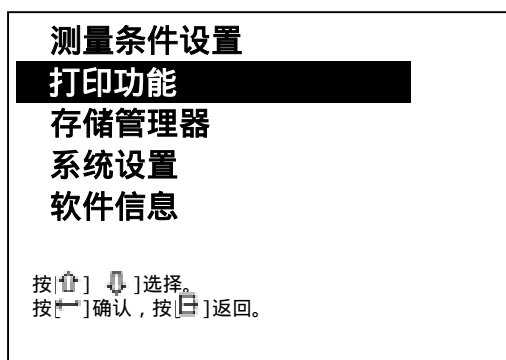 测量条件设置
打印功能
存储管理器
系统设置
软件信息
按[⇧] [⇩]选择。
按[←]确认，按[日]返回。